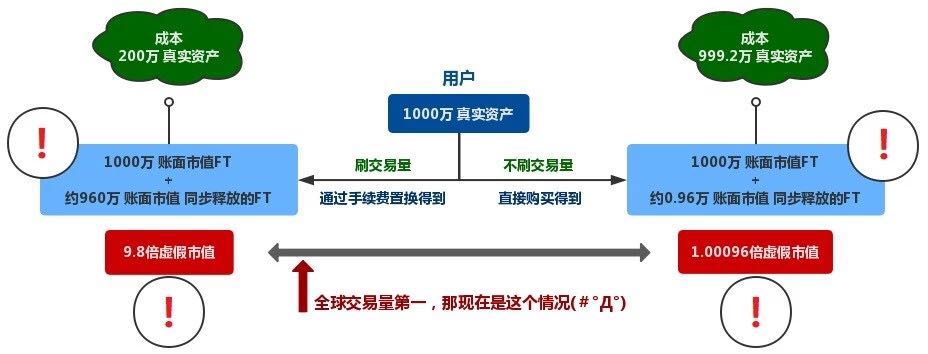 成本
200万 真实资产
成本
999.2万 真实资产
用户
1000万 真实资产
!
!
1000万 账面市值FT
+
约960万 账面市值 同步释放的FT
刷交易量
通过手续费置换得到
不刷交易量
直接购买得到
1000万 账面市值FT
+
约0.96万 账面市值 同步释放的FT
9.8倍虚假市值
1.00096倍虚假市值
!
全球交易量第一，那现在是这个情况(＃°Д°)
!